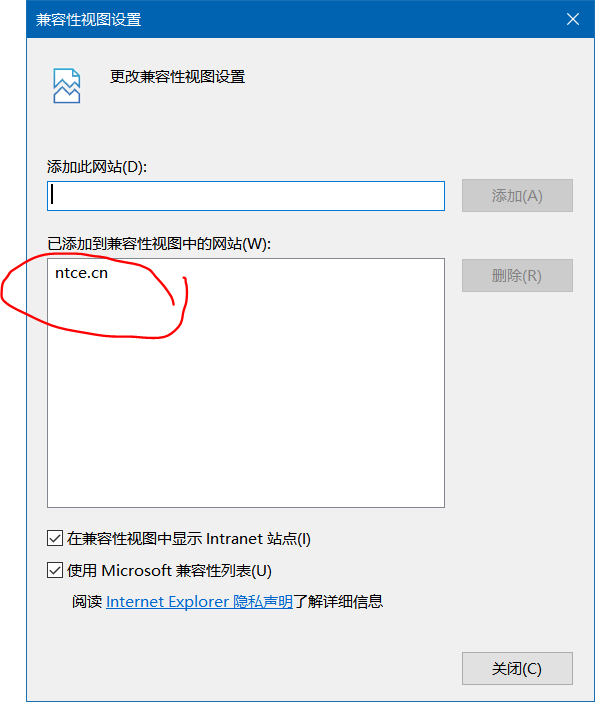 兼容性视图设置
更改兼容性视图设置
添加此网站(D):
添加(A)
已添加到兼容性视图中的网站(W):
ntce.cn
删除(R)
在兼容性视图中显示 Intranet 站点(I)
使用 Microsoft 兼容性列表(U)
阅读 Internet Explorer 隐私声明了解详细信息
关闭(C)